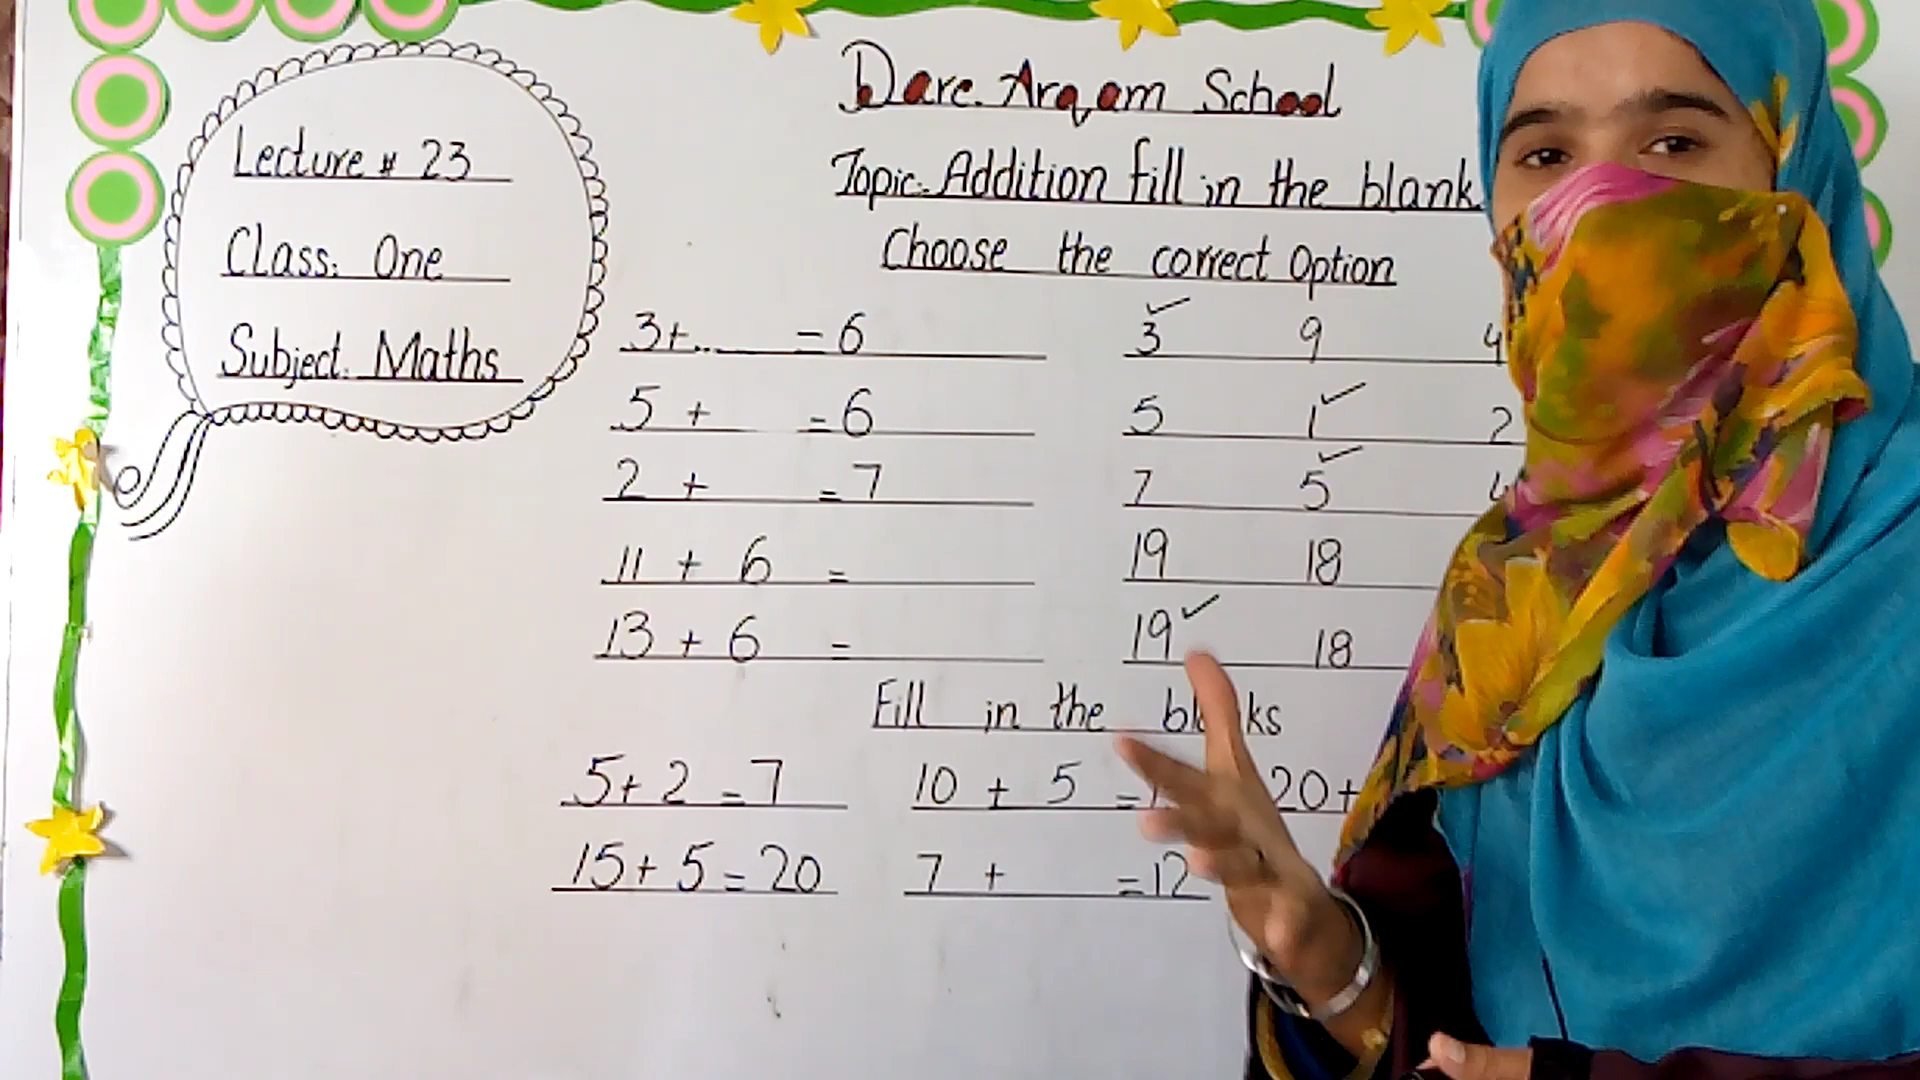 Lecture # 23
Class: One
Subject. Maths
Dare. Arqam School
Topic. Addition fill in the blank
Choose the correct Option
3+..___ = 6 3✓ 9 4
5 + = 6 5 1✓ 2
2 + = 7 7 5✓
11 + 6 = 19 18
13 + 6 = 19✓ 18
Fill in the
5+ 2 = 7 10 + 5 = 20+
15+ 5 = 20 7 + = 12